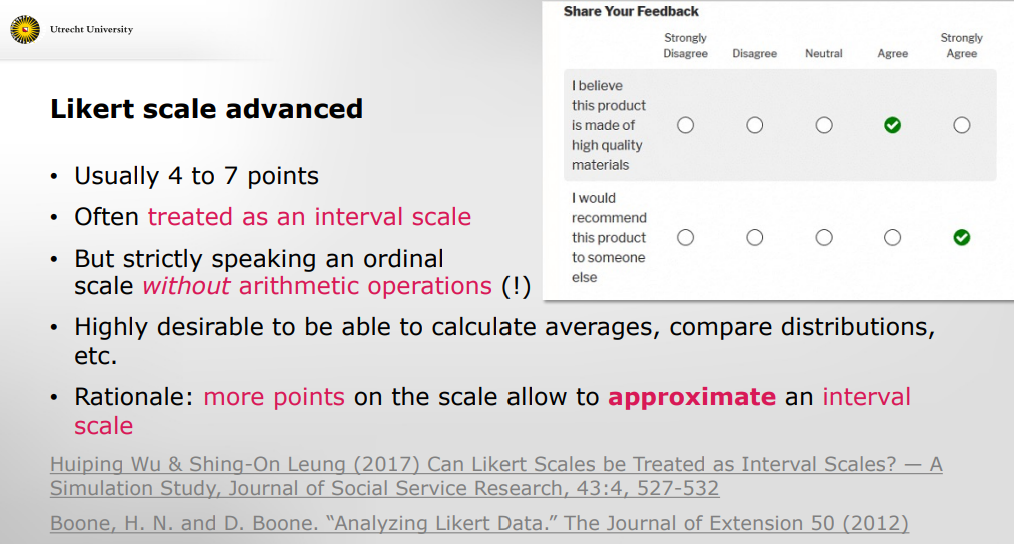 Utrecht University
Share Your Feedback
Strongly Disagree
Disagree
Neutral
Agree
Strongly Agree
I believe
this product
is made of
high quality
materials
I would
recommend
this product
to someone
else
Likert scale advanced
• Usually 4 to 7 points
• Often treated as an interval scale
• But strictly speaking an ordinal
scale without arithmetic operations (!)
• Highly desirable to be able to calculate averages, compare distributions,
etc.
• Rationale: more points on the scale allow to approximate an interval
scale
Huiping Wu & Shing-On Leung (2017) Can Likert Scales be Treated as Interval Scales? — A
Simulation Study, Journal of Social Service Research, 43:4, 527-532
Boone, H. N. and D. Boone. “Analyzing Likert Data.” The Journal of Extension 50 (2012)